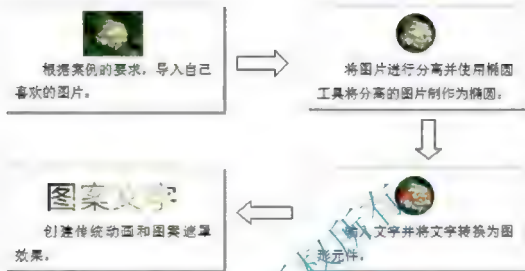 根据案例的要求，导入自己
喜欢的图片。
将图片进行分离并使用椭圆
工具将分离的图片制作为椭圆。
输入文字并将文字转换为图
形元件。
图案文字
创建传统动画和图案遮罩
效果。